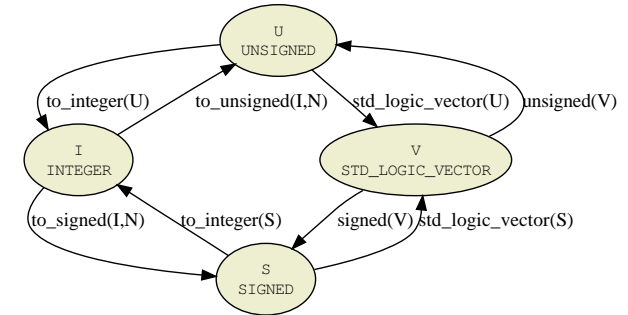 U
UNSIGNED
to_integer(U)
to_unsigned(I,N)
std_logic_vector(U)
unsigned(V)
I
INTEGER
V
STD_LOGIC_VECTOR
to_signed(I,N)
to_integer(S)
signed(V)
std_logic_vector(S)
S
SIGNED